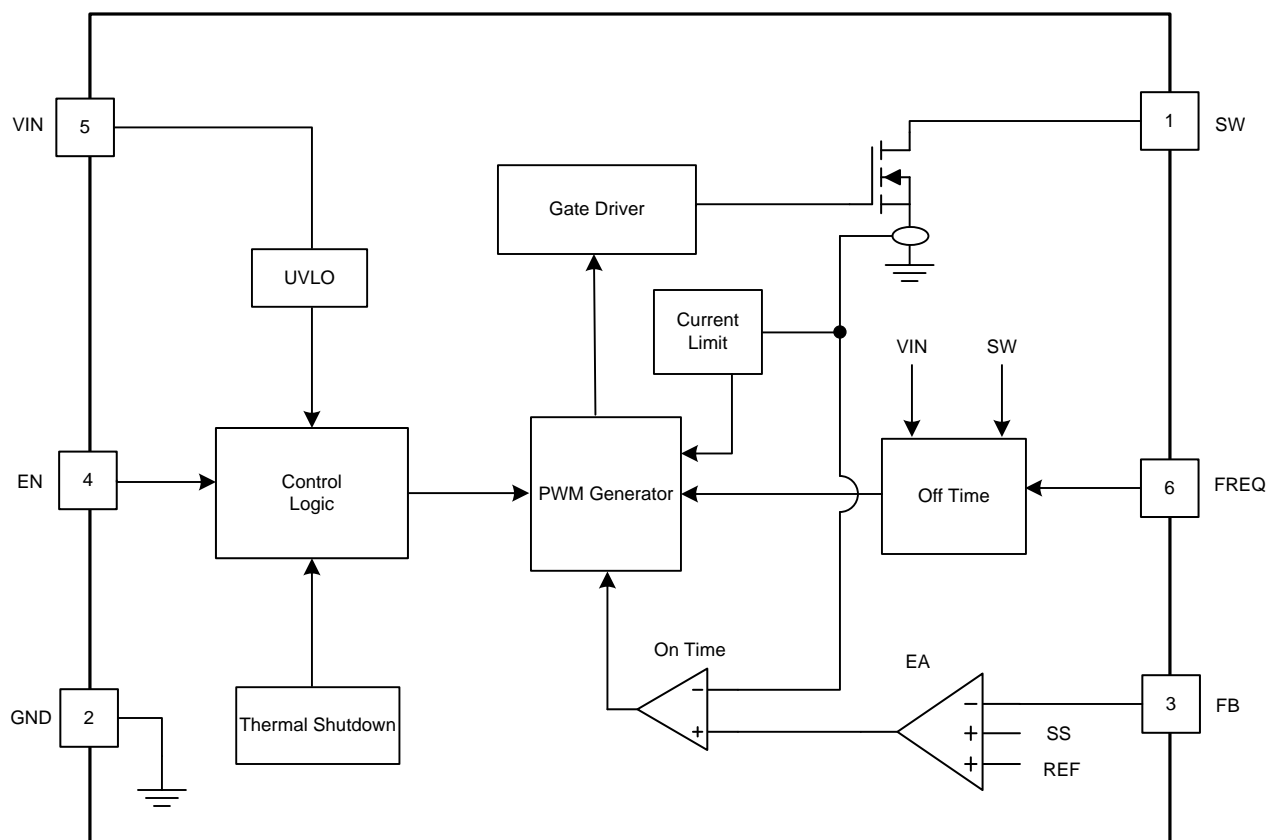 VIN
5
1
SW
Gate Driver
UVLO
Current
Limit
VIN
SW
EN
4
Control
Logic
PWM Generator
Off Time
6
FREQ
On Time
EA
GND
2
Thermal Shutdown
−
+
−
+
+
SS
REF
3
FB